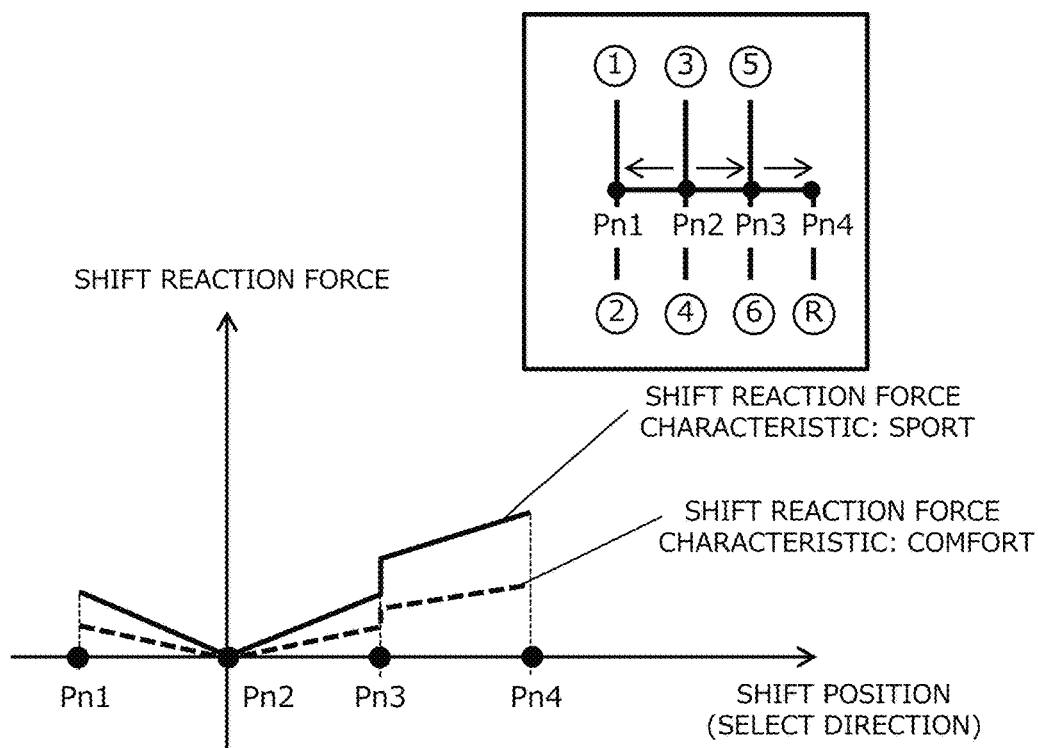 ① ③ ⑤
Pn1 Pn2 Pn3 Pn4
② ④ ⑥ Ⓡ
SHIFT REACTION FORCE
SHIFT REACTION FORCE
CHARACTERISTIC: SPORT
SHIFT REACTION FORCE
CHARACTERISTIC: COMFORT
Pn1 Pn2 Pn3 Pn4
SHIFT POSITION
(SELECT DIRECTION)